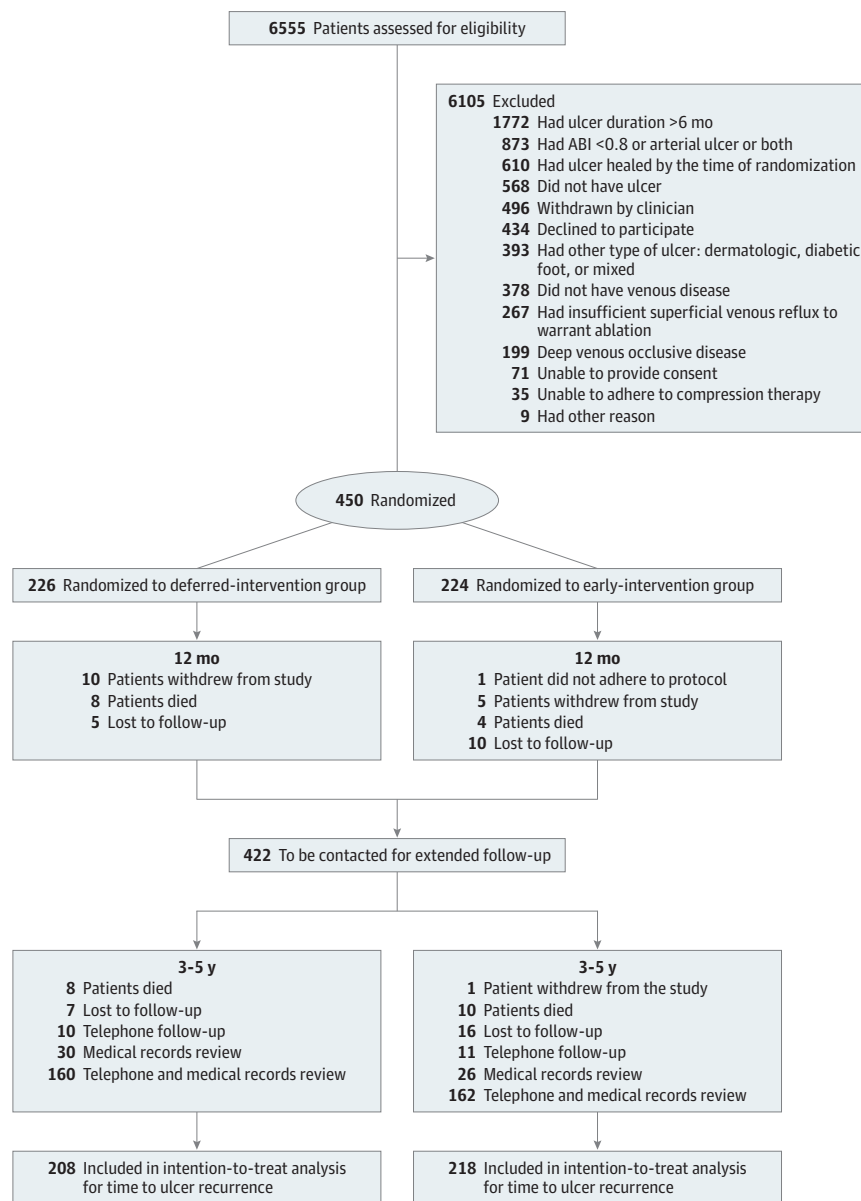 6555 Patients assessed for eligibility
6105 Excluded
1772 Had ulcer duration >6 mo
873 Had ABI <0.8 or arterial ulcer or both
610 Had ulcer healed by the time of randomization
568 Did not have ulcer
496 Withdrawn by clinician
434 Declined to participate
393 Had other type of ulcer: dermatologic, diabetic
foot, or mixed
378 Did not have venous disease
267 Had insufficient superficial venous reflux to
warrant ablation
199 Deep venous occlusive disease
71 Unable to provide consent
35 Unable to adhere to compression therapy
9 Had other reason
450 Randomized
226 Randomized to deferred-intervention group
224 Randomized to early-intervention group
12 mo
10 Patients withdrew from study
8 Patients died
5 Lost to follow-up
12 mo
1 Patient did not adhere to protocol
5 Patients withdrew from study
4 Patients died
10 Lost to follow-up
422 To be contacted for extended follow-up
3-5 y
8 Patients died
7 Lost to follow-up
10 Telephone follow-up
30 Medical records review
160 Telephone and medical records review
3-5 y
1 Patient withdrew from the study
10 Patients died
16 Lost to follow-up
11 Telephone follow-up
26 Medical records review
162 Telephone and medical records review
208 Included in intention-to-treat analysis
for time to ulcer recurrence
218 Included in intention-to-treat analysis
for time to ulcer recurrence